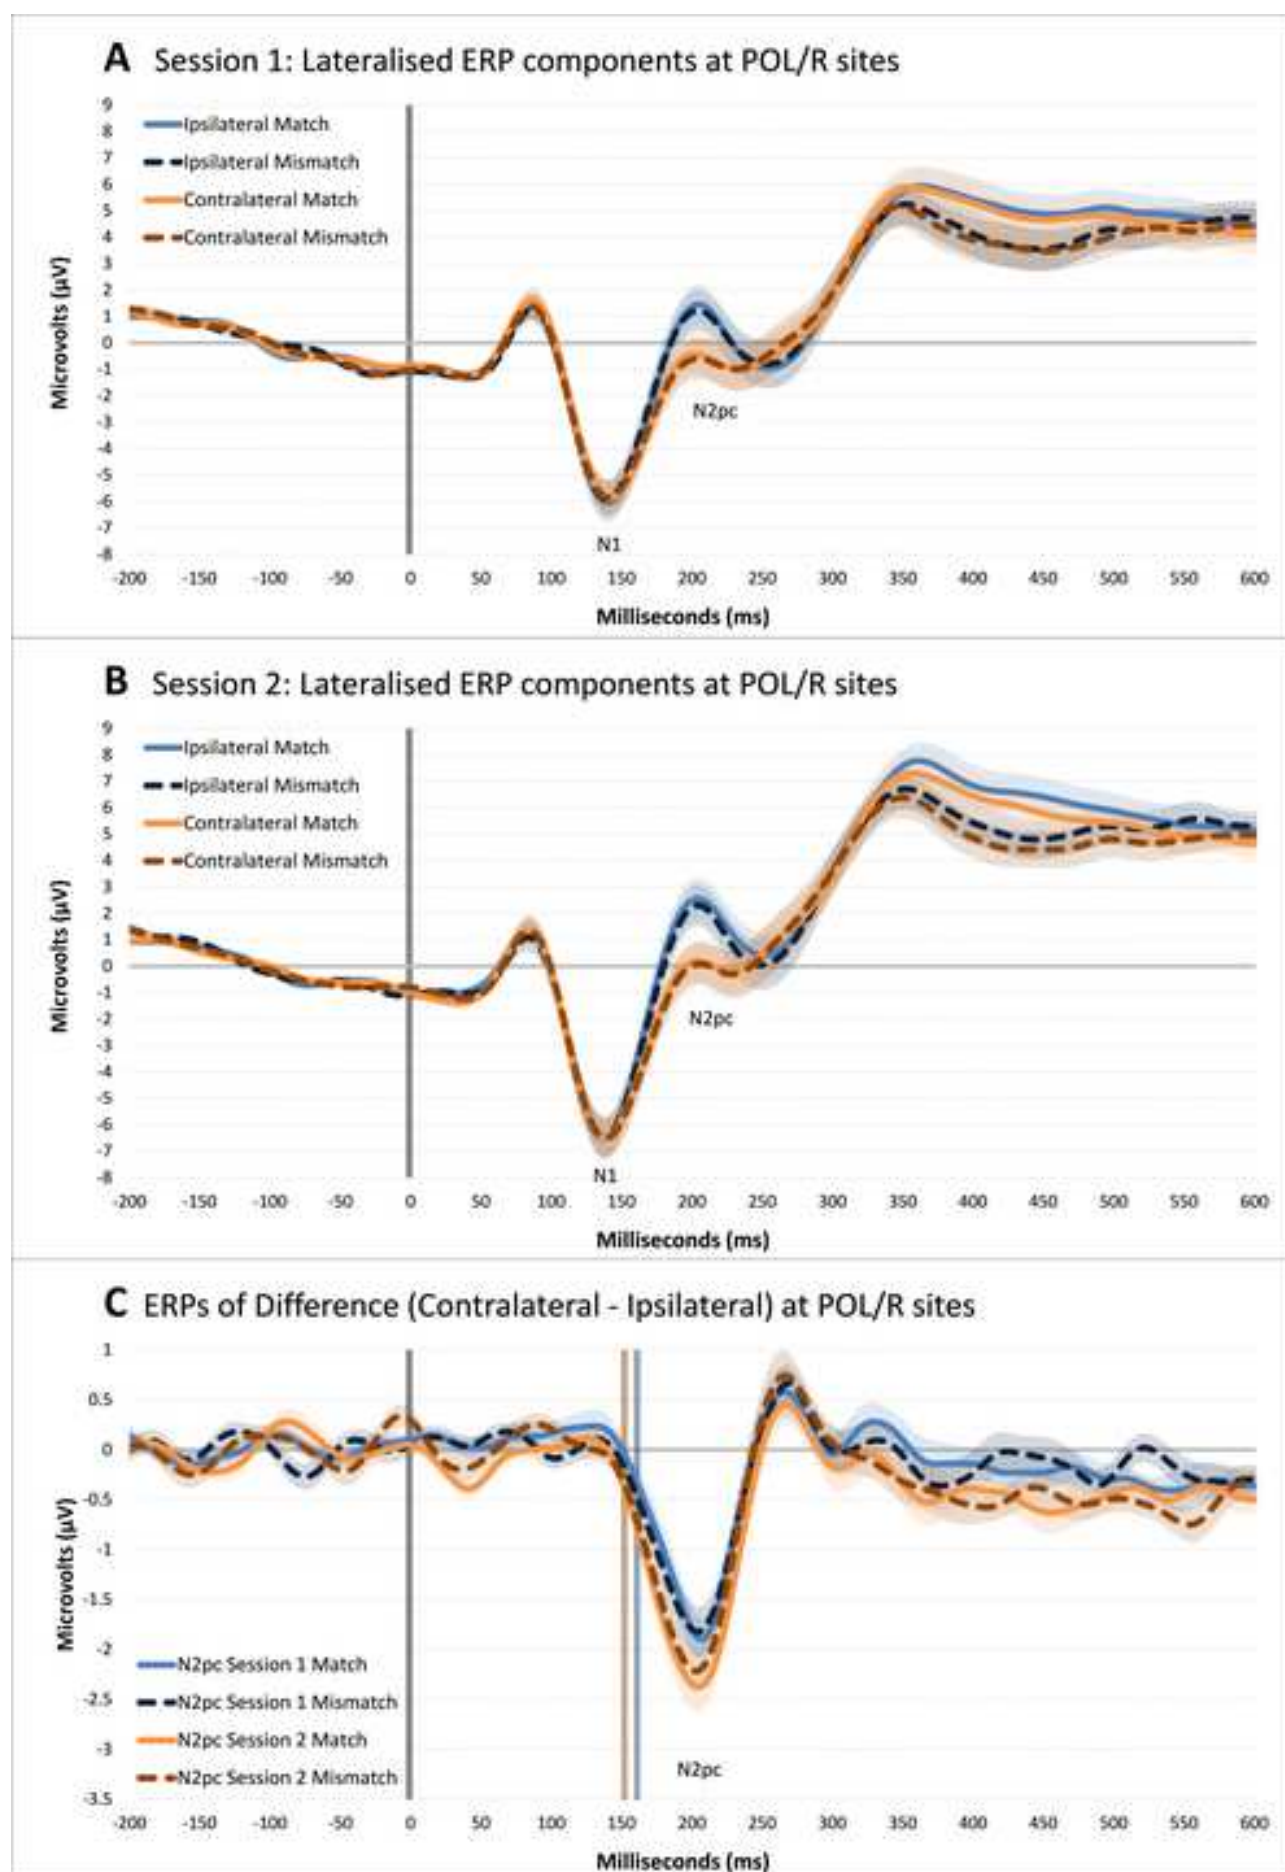 A Session 1: Lateralised ERP components at POL/R sites
9
8
7
6
5
4
3
2
1
0
-1
-2
-3
-4
-5
-6
-7
-8
Microvolts (µV)
Ipsilateral Match
Ipsilateral Mismatch
Contralateral Match
Contralateral Mismatch
N2pc
N1
-200 -150 -100 -50 0 50 100 150 200 250 300 350 400 450 500 550 600
Milliseconds (ms)
B Session 2: Lateralised ERP components at POL/R sites
9
8
7
6
5
4
3
2
1
0
-1
-2
-3
-4
-5
-6
-7
-8
Microvolts (µV)
Ipsilateral Match
Ipsilateral Mismatch
Contralateral Match
Contralateral Mismatch
N2pc
N1
-200 -150 -100 -50 0 50 100 150 200 250 300 350 400 450 500 550 600
Milliseconds (ms)
C ERPs of Difference (Contralateral - Ipsilateral) at POL/R sites
1
0.5
0
-0.5
-1
-1.5
-2
-2.5
-3
-3.5
Microvolts (µV)
N2pc Session 1 Match
N2pc Session 1 Mismatch
N2pc Session 2 Match
N2pc Session 2 Mismatch
N2pc
-200 -150 -100 -50 0 50 100 150 200 250 300 350 400 450 500 550 600
Milliseconds (ms)